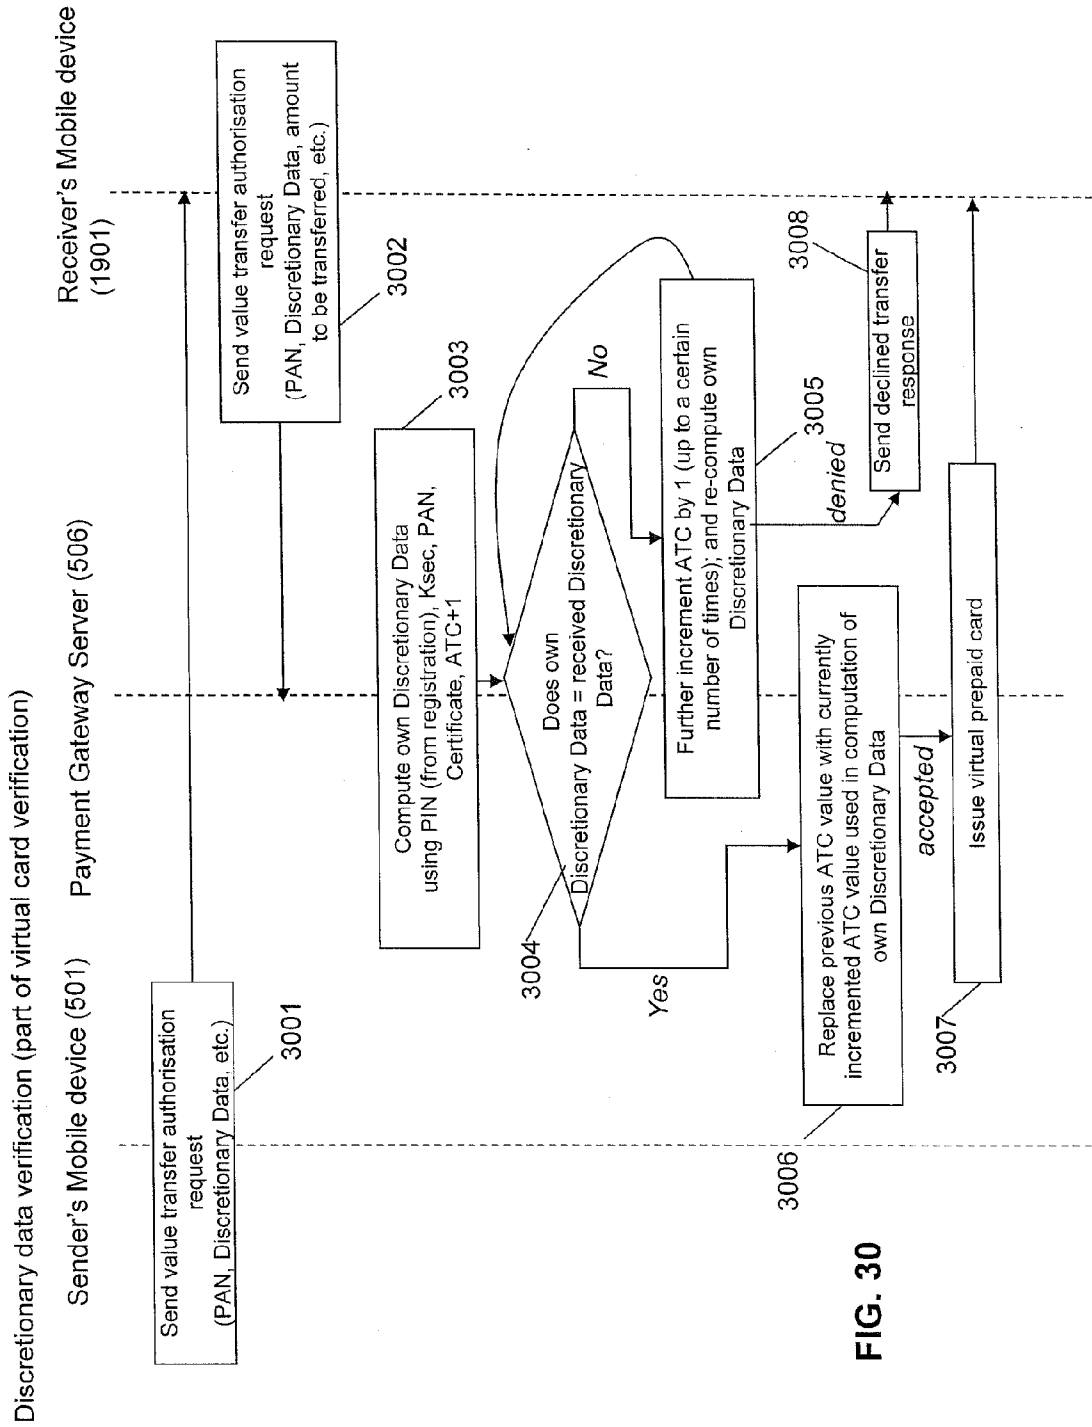 Discretionary data verification (part of virtual card verification)
Sender's Mobile device (501)
Payment Gateway Server (506)
Receiver's Mobile device
(1901)
Send value transfer authorisation
request
(PAN, Discretionary Data, etc.)
3001
Send value transfer authorisation
request
(PAN, Discretionary Data, amount
to be transferred, etc.)
3002
Compute own Discretionary Data
using PIN (from registration), Ksec, PAN,
Certificate, ATC+1
3003
Does own
Discretionary Data = received Discretionary
Data?
3004
No
Yes
Further increment ATC by 1 (up to a certain
number of times); and re-compute own
Discretionary Data
3005
denied
Send declined transfer
response
3008
Replace previous ATC value with currently
incremented ATC value used in computation of
own Discretionary Data
3006
accepted
Issue virtual prepaid card
3007
FIG. 30